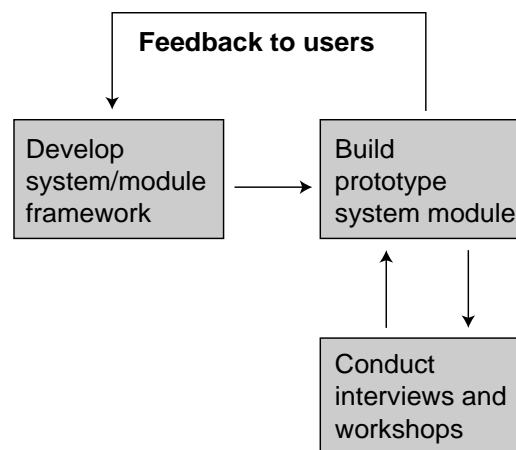 Feedback to users
Develop
system/module
framework
Build
prototype
system module
Conduct
interviews and
workshops